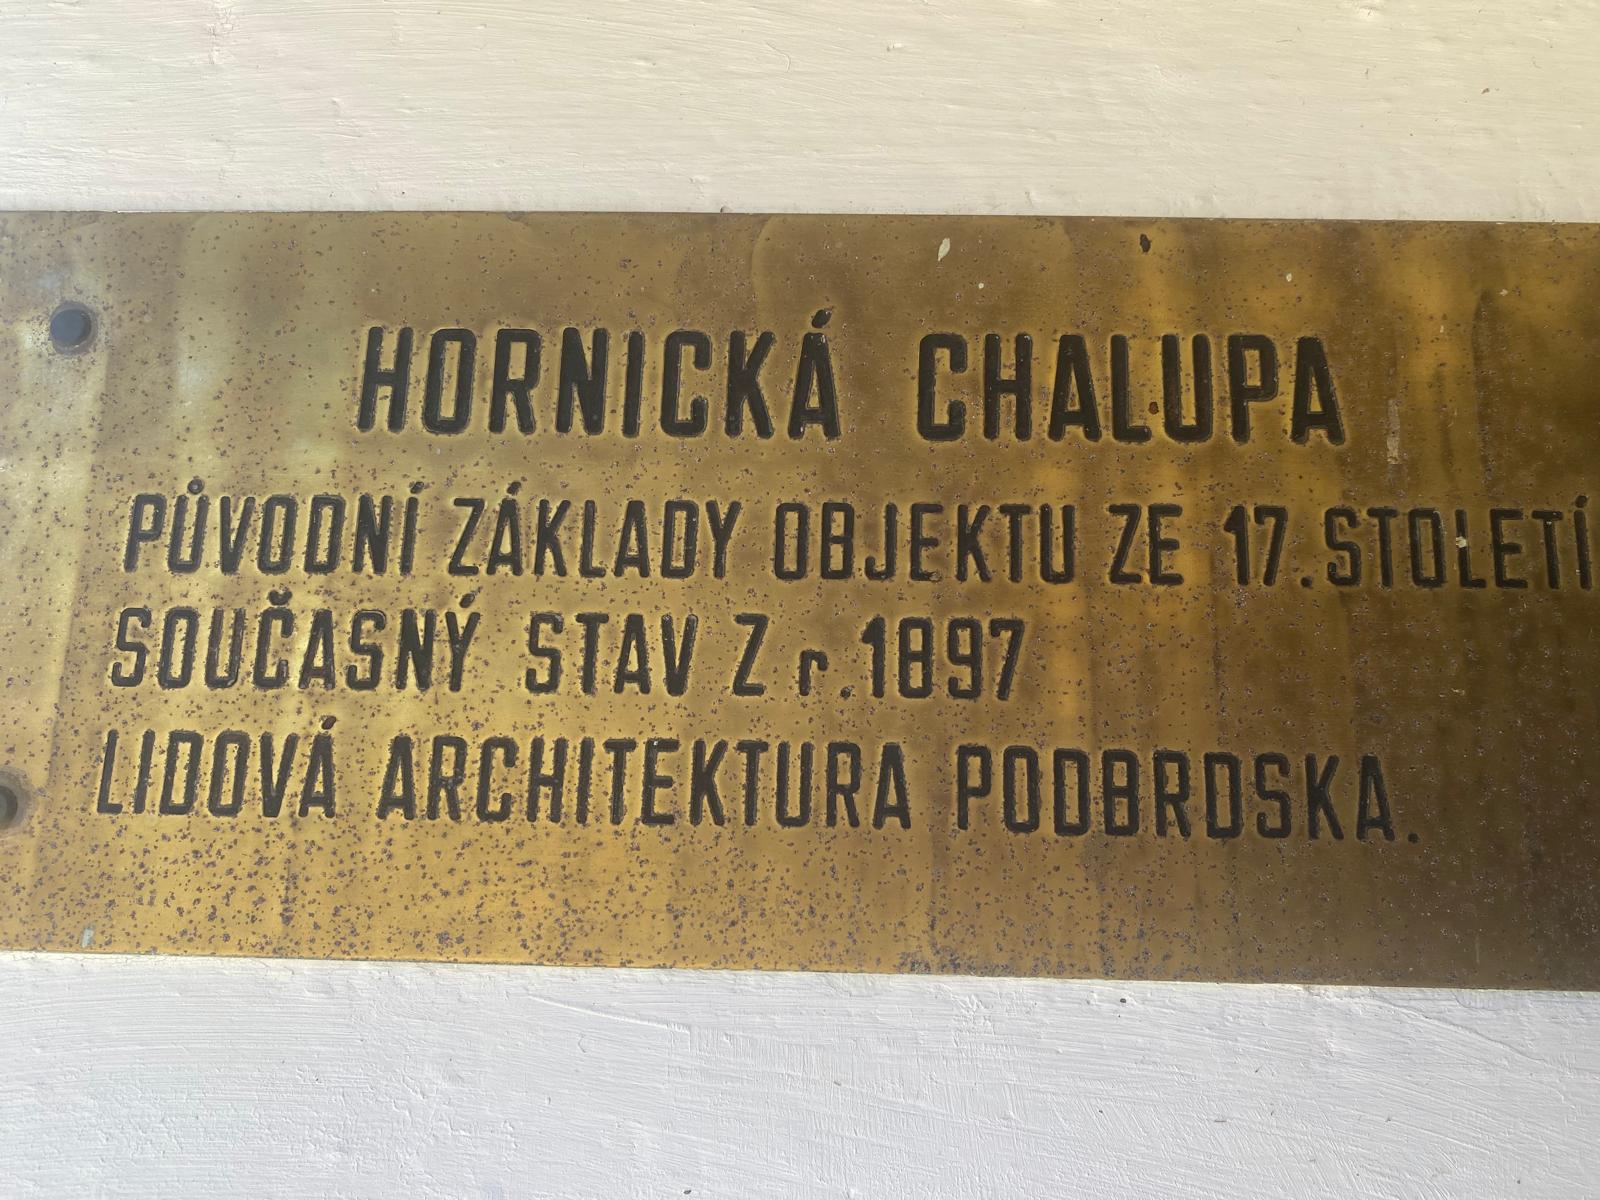 HORNICKÁ CHALUPA
PŮVODNÍ ZÁKLADY OBJEKTU ZE 17. STOLETÍ
SOUČASNÝ STAV Z r. 1897
LIDOVÁ ARCHITEKTURA PODBRDSKA.